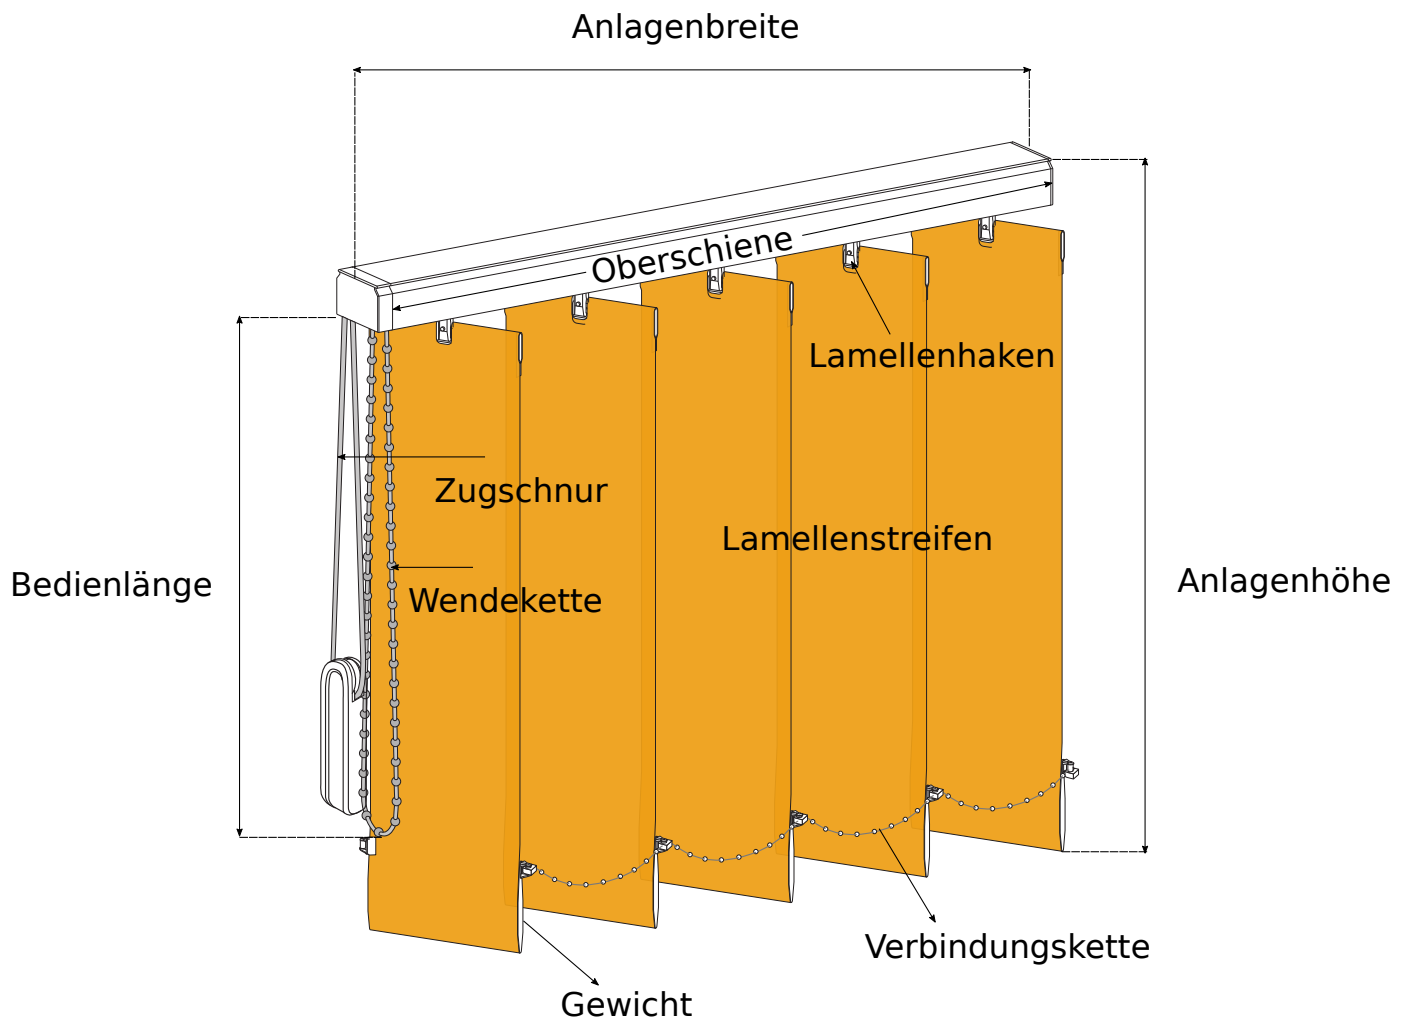 Anlagenbreite
Oberschiene
Lamellenhaken
Zugschnur
Lamellenstreifen
Bedienlänge
Anlagenhöhe
Wendekette
Verbindungskette
Gewicht